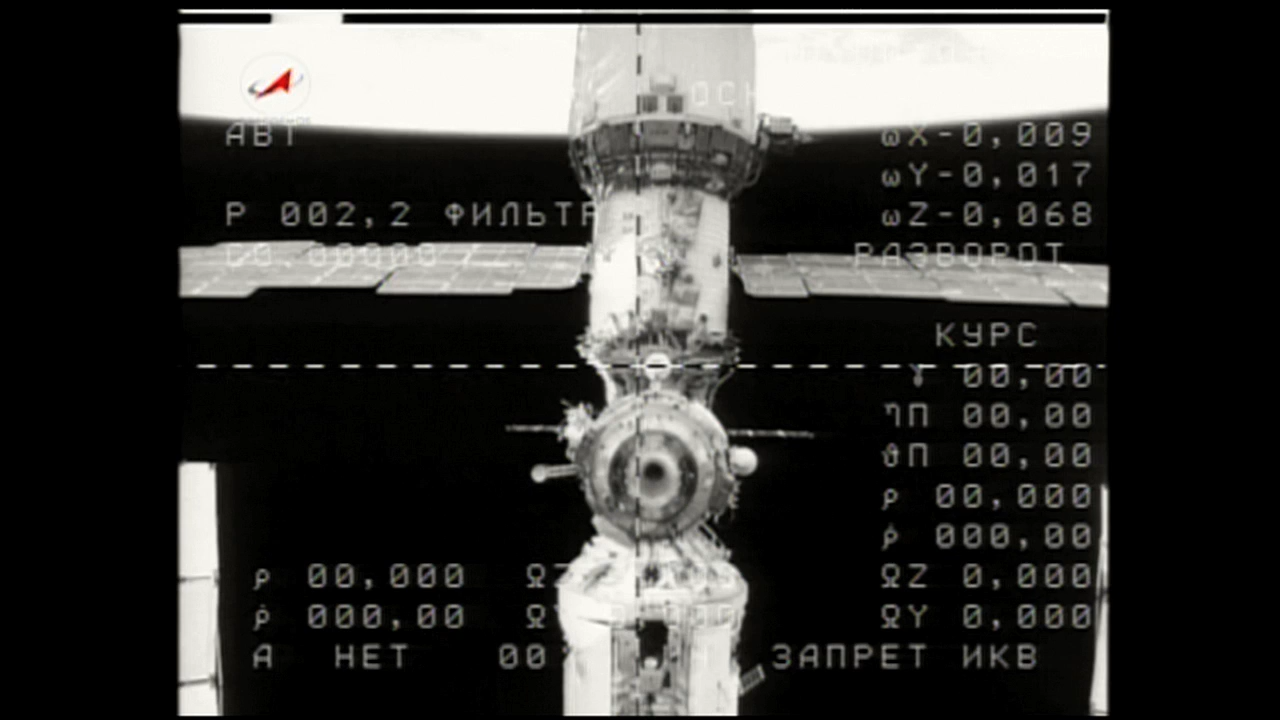 ОСН
АВТ
ωX-0,009
ωY-0,017
Р 002,2 ФИЛЬТР
ωZ-0,068
РАЗВОРОТ
КУРС
00,00
ηП 00,00
ϑП 00,00
ρ 00,000
ρ̇ 000,00
ρ 00,000
ΩZ 0,000
ρ̇ 000,00
ΩY 0,000
А НЕТ ЗАПРЕТ ИКВ